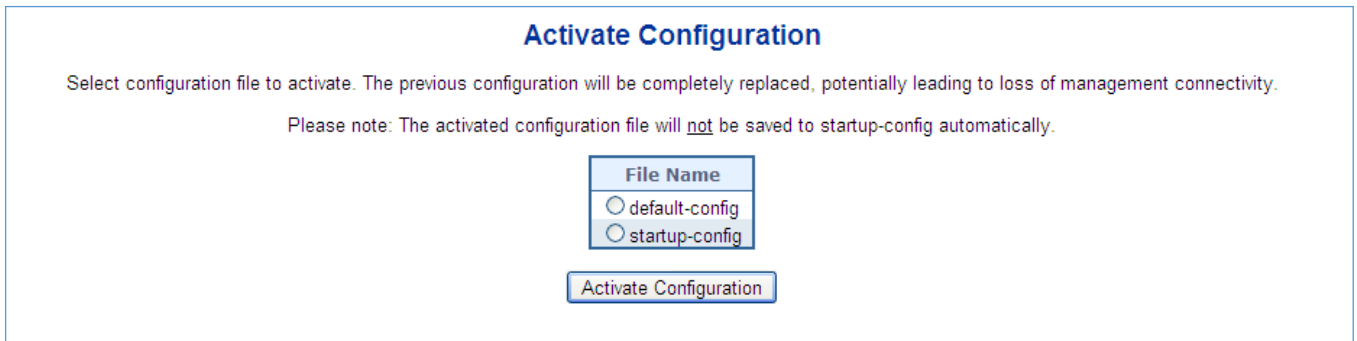 Activate Configuration
Select configuration file to activate. The previous configuration will be completely replaced, potentially leading to loss of management connectivity.
Please note: The activated configuration file will not be saved to startup-config automatically.
File Name
default-config
startup-config
Activate Configuration